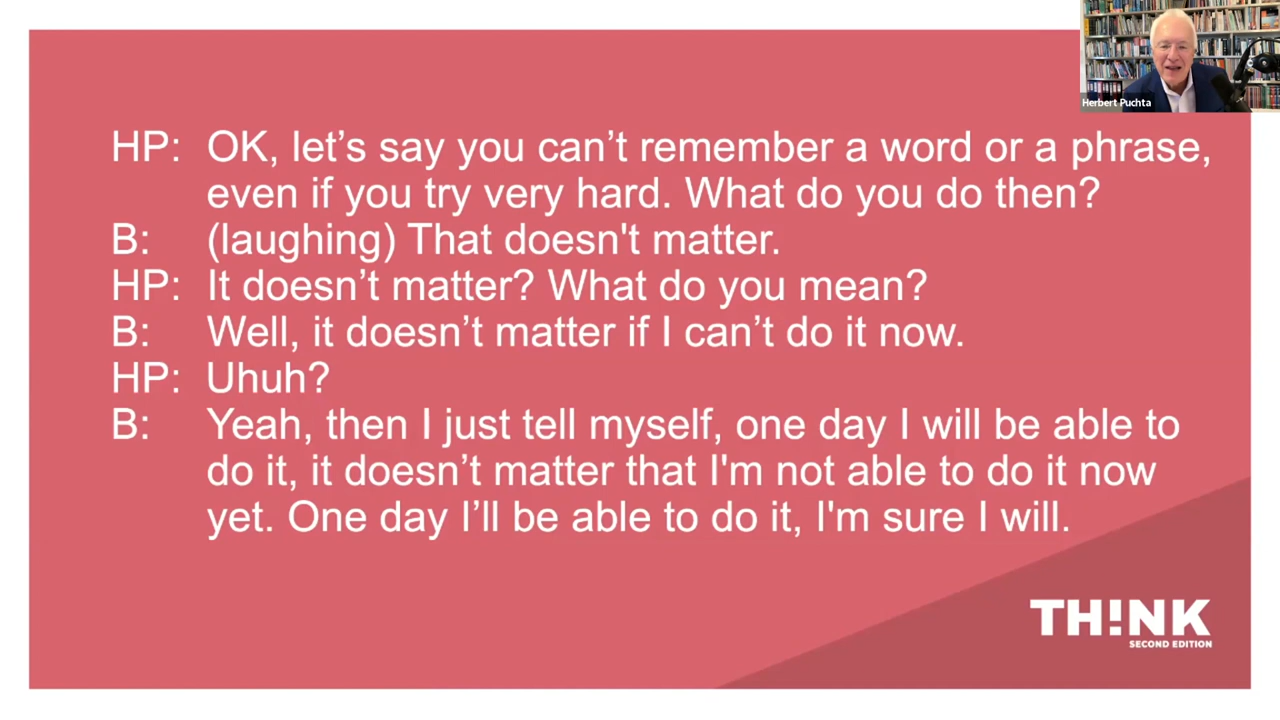 Herbert Puchta
HP: OK, let’s say you can’t remember a word or a phrase,
even if you try very hard. What do you do then?
B: (laughing) That doesn't matter.
HP: It doesn’t matter? What do you mean?
B: Well, it doesn’t matter if I can’t do it now.
HP: Uhuh?
B: Yeah, then I just tell myself, one day I will be able to
do it, it doesn’t matter that I'm not able to do it now
yet. One day I’ll be able to do it, I'm sure I will.
TH!NK
SECOND EDITION